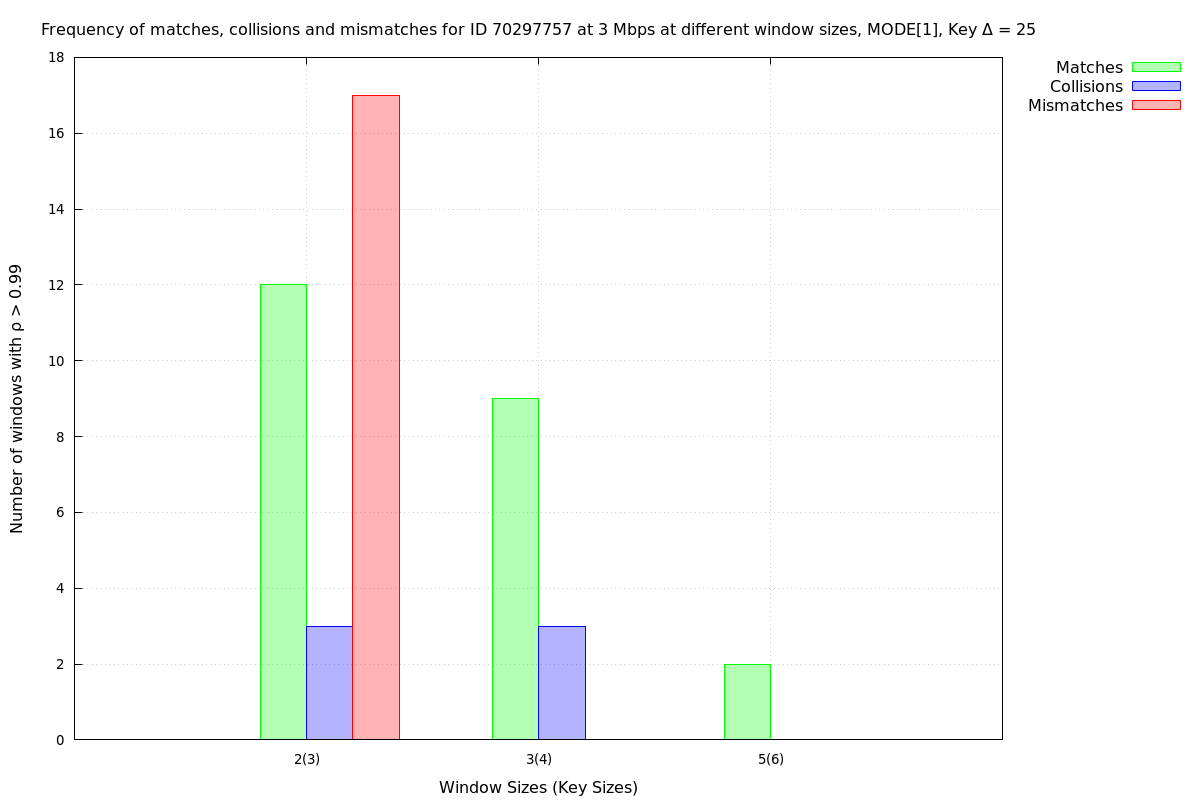 Frequency of matches, collisions and mismatches for ID 70297757 at 3 Mbps at different window sizes, MODE[1], Key Δ = 25
Matches
Collisions
Mismatches
Number of windows with ρ > 0.99
18
16
14
12
10
8
6
4
2
0
2(3) 3(4) 5(6)
Window Sizes (Key Sizes)